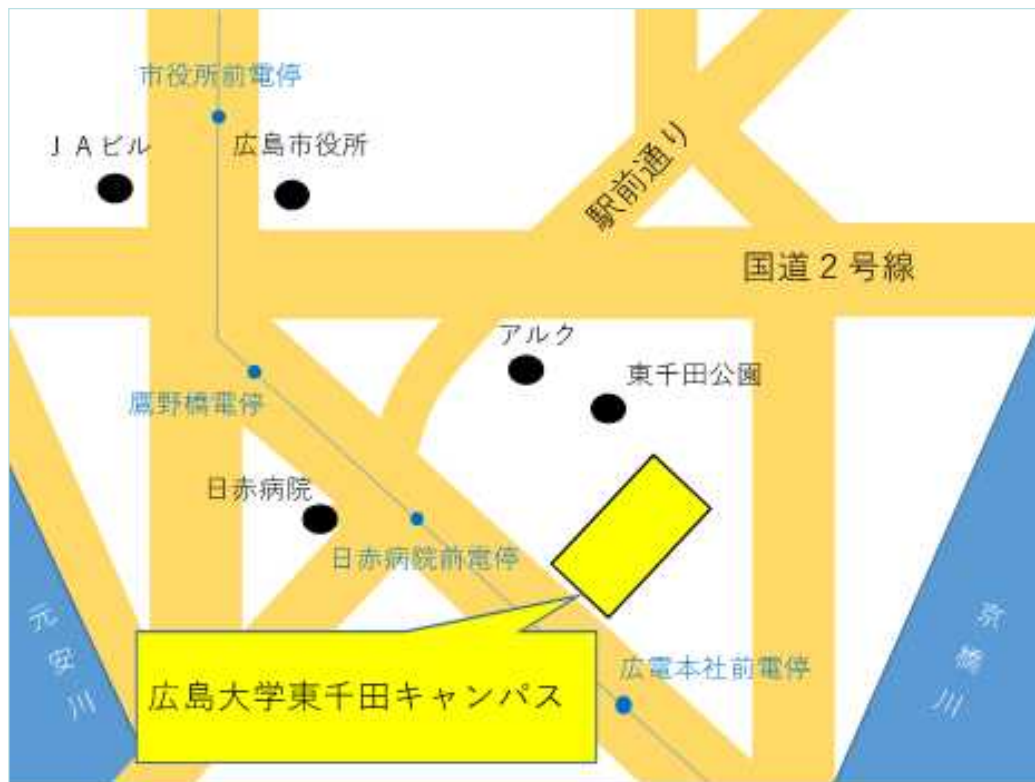 市役所前電停
ＪＡビル
広島市役所
駅前通り
国道２号線
アルク
東千田公園
鷹野橋電停
日赤病院
日赤病院前電停
元安川
京橋川
広電本社前電停
広島大学東千田キャンパス